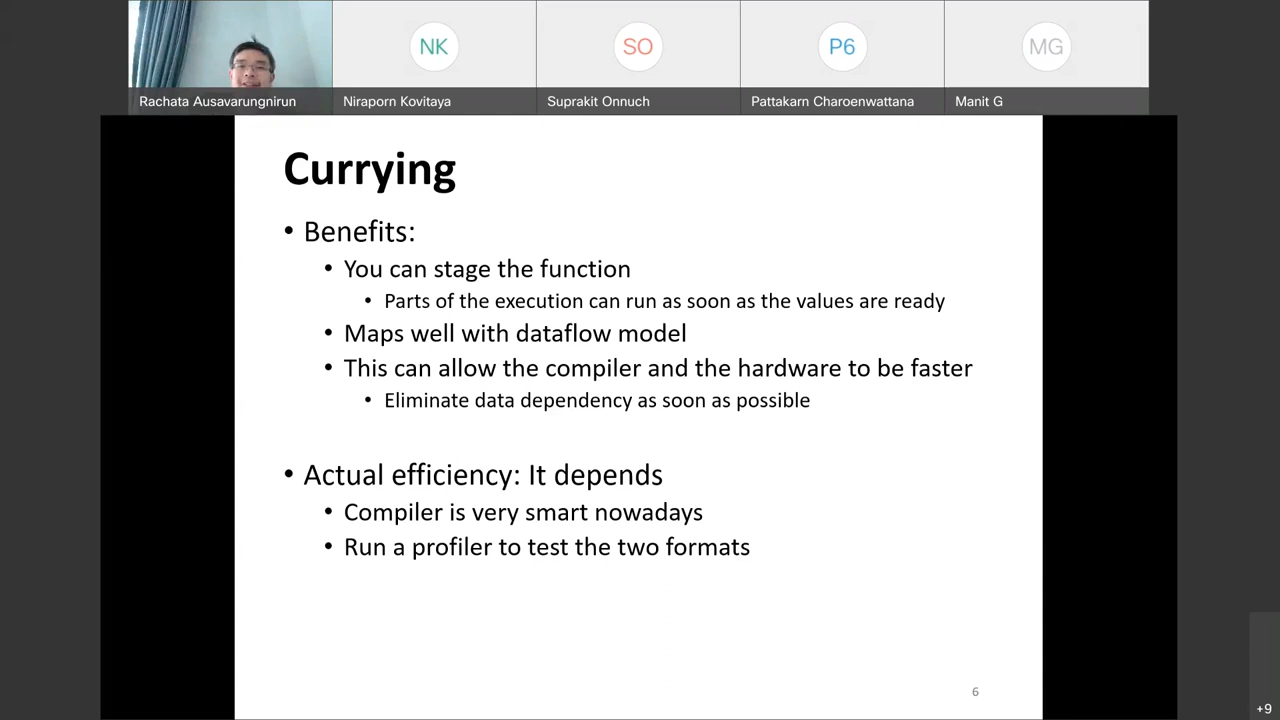 NK
SO
P6
MG
Rachata Ausavarungnirun
Niraporn Kovitaya
Suprakit Onnuch
Pattakarn Charoenwattana
Manit G
Currying
• Benefits:
• You can stage the function
• Parts of the execution can run as soon as the values are ready
• Maps well with dataflow model
• This can allow the compiler and the hardware to be faster
• Eliminate data dependency as soon as possible
• Actual efficiency: It depends
• Compiler is very smart nowadays
• Run a profiler to test the two formats
6
+9